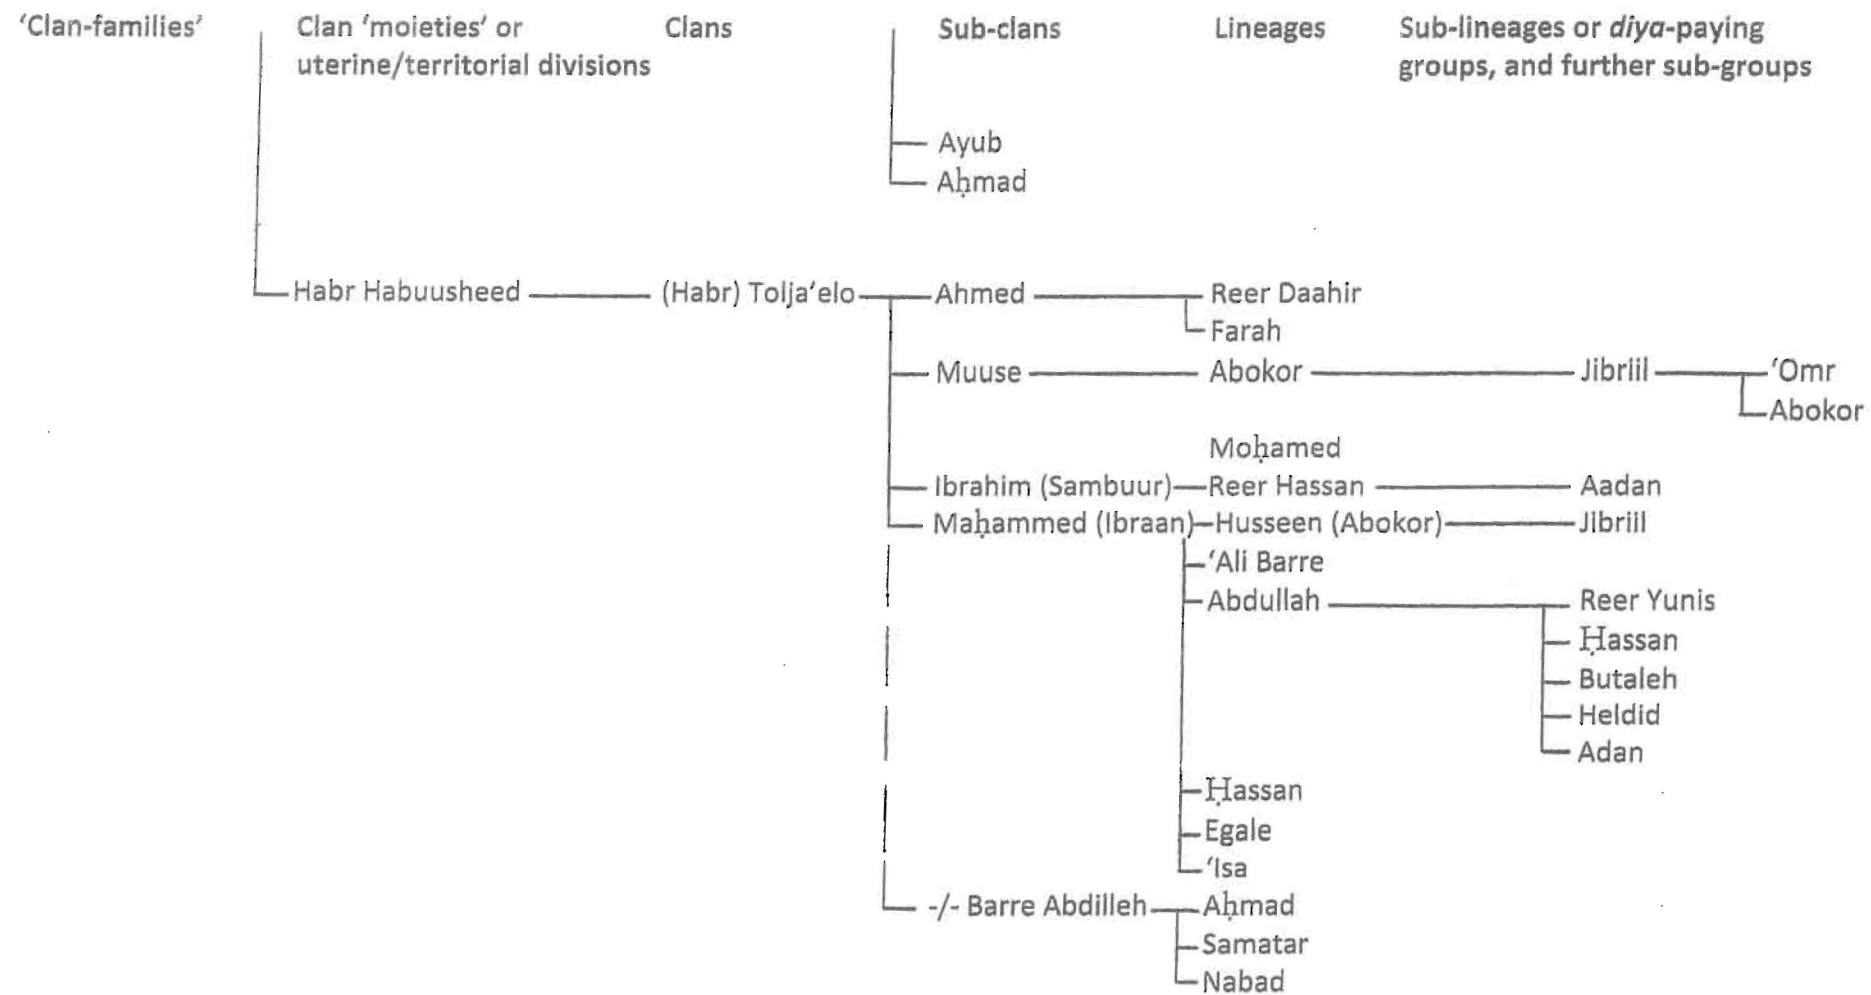 ‘Clan-families’ Clan ‘moieties’ or Clans Sub-clans Lineages Sub-lineages or diya-paying
uterine/territorial divisions groups, and further sub-groups
Ayub
Aḥmad
Habr Habuusheed (Habr) Tolja‘elo Ahmed Reer Daahir
Farah
Muuse Abokor Jibriil ‘Omr
Abokor
Moḥamed
Ibrahim (Sambuur) Reer Hassan Aadan
Maḥammed (Ibraan) Husseen (Abokor) Jibriil
‘Ali Barre
Abdullah Reer Yunis
Ḥassan
Butaleh
Heldid
Adan
Ḥassan
Egale
‘Isa
-/- Barre Abdilleh Aḥmad
Samatar
Nabad